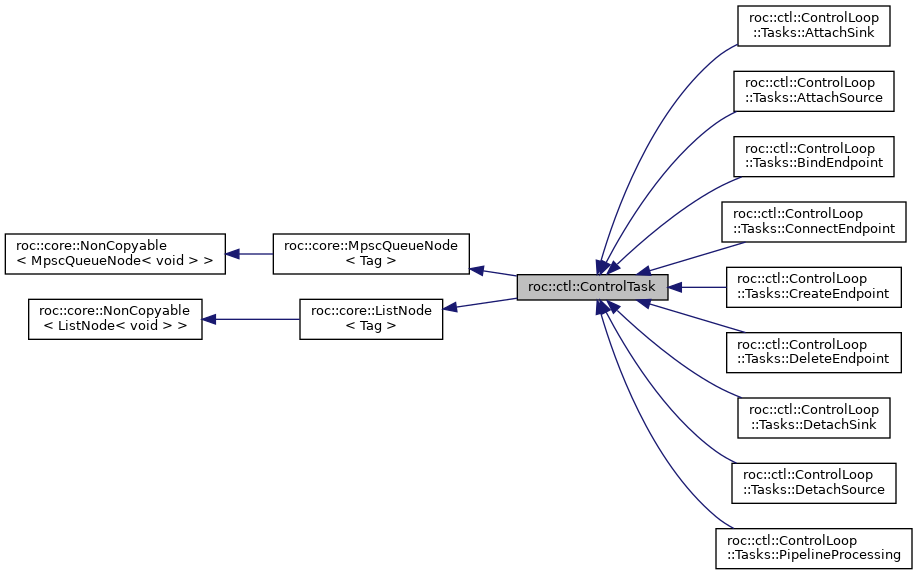 roc::ctl::ControlLoop
::Tasks::AttachSink
roc::ctl::ControlLoop
::Tasks::AttachSource
roc::ctl::ControlLoop
::Tasks::BindEndpoint
roc::ctl::ControlLoop
::Tasks::ConnectEndpoint
roc::core::NonCopyable
< MpscQueueNode< void > >
roc::core::MpscQueueNode
< Tag >
roc::ctl::ControlTask
roc::ctl::ControlLoop
::Tasks::CreateEndpoint
roc::core::NonCopyable
< ListNode< void > >
roc::core::ListNode
< Tag >
roc::ctl::ControlLoop
::Tasks::DeleteEndpoint
roc::ctl::ControlLoop
::Tasks::DetachSink
roc::ctl::ControlLoop
::Tasks::DetachSource
roc::ctl::ControlLoop
::Tasks::PipelineProcessing